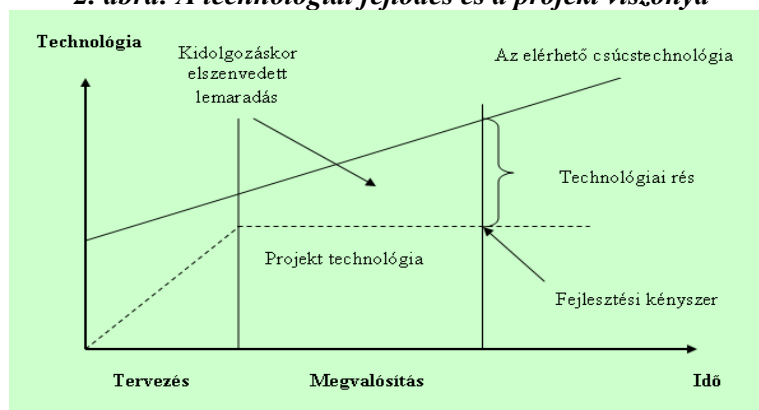 2. ábra: A technológiai fejlődés és a projekt viszonya
Technológia
Kidolgozáskor
elszenvedett
lemaradás
Az elérhető csúcstechnológia
Technológiai rés
Projekt technológia
Fejlesztési kényszer
Tervezés
Megvalósítás
Idő